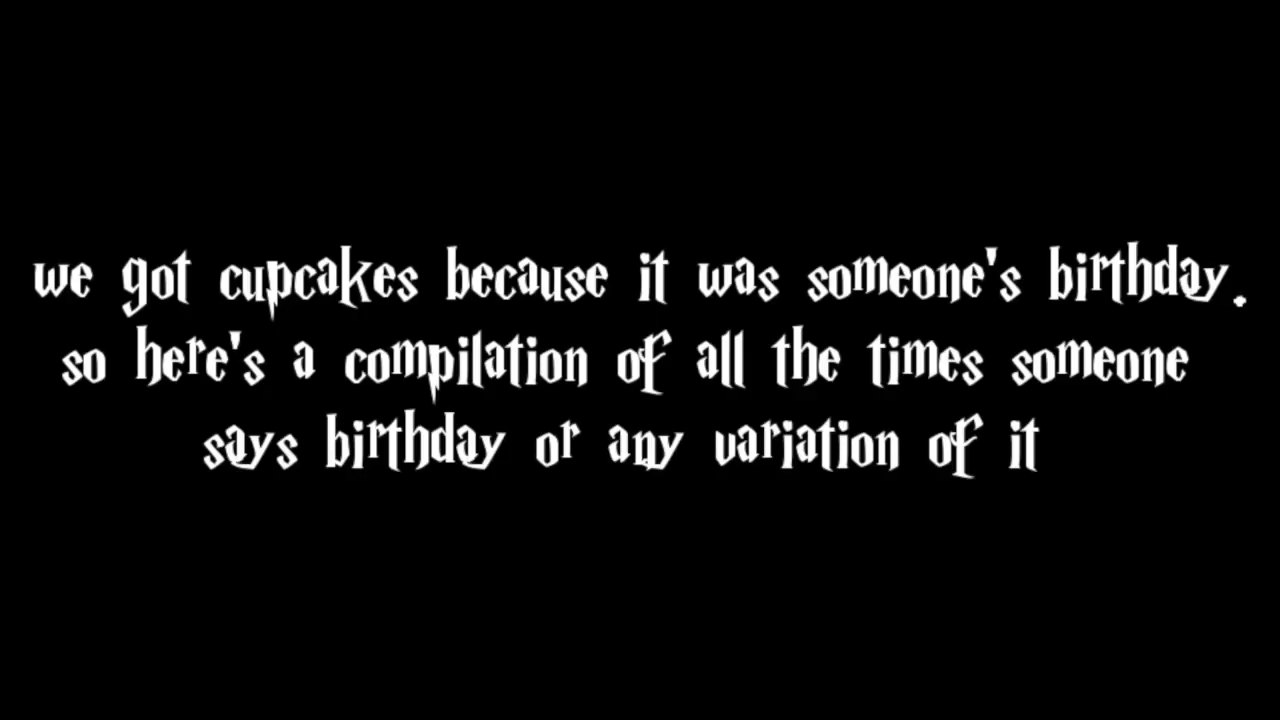 we got cupcakes because it was someone's birthday.
so here's a compilation of all the times someone
says birthday or any variation of it